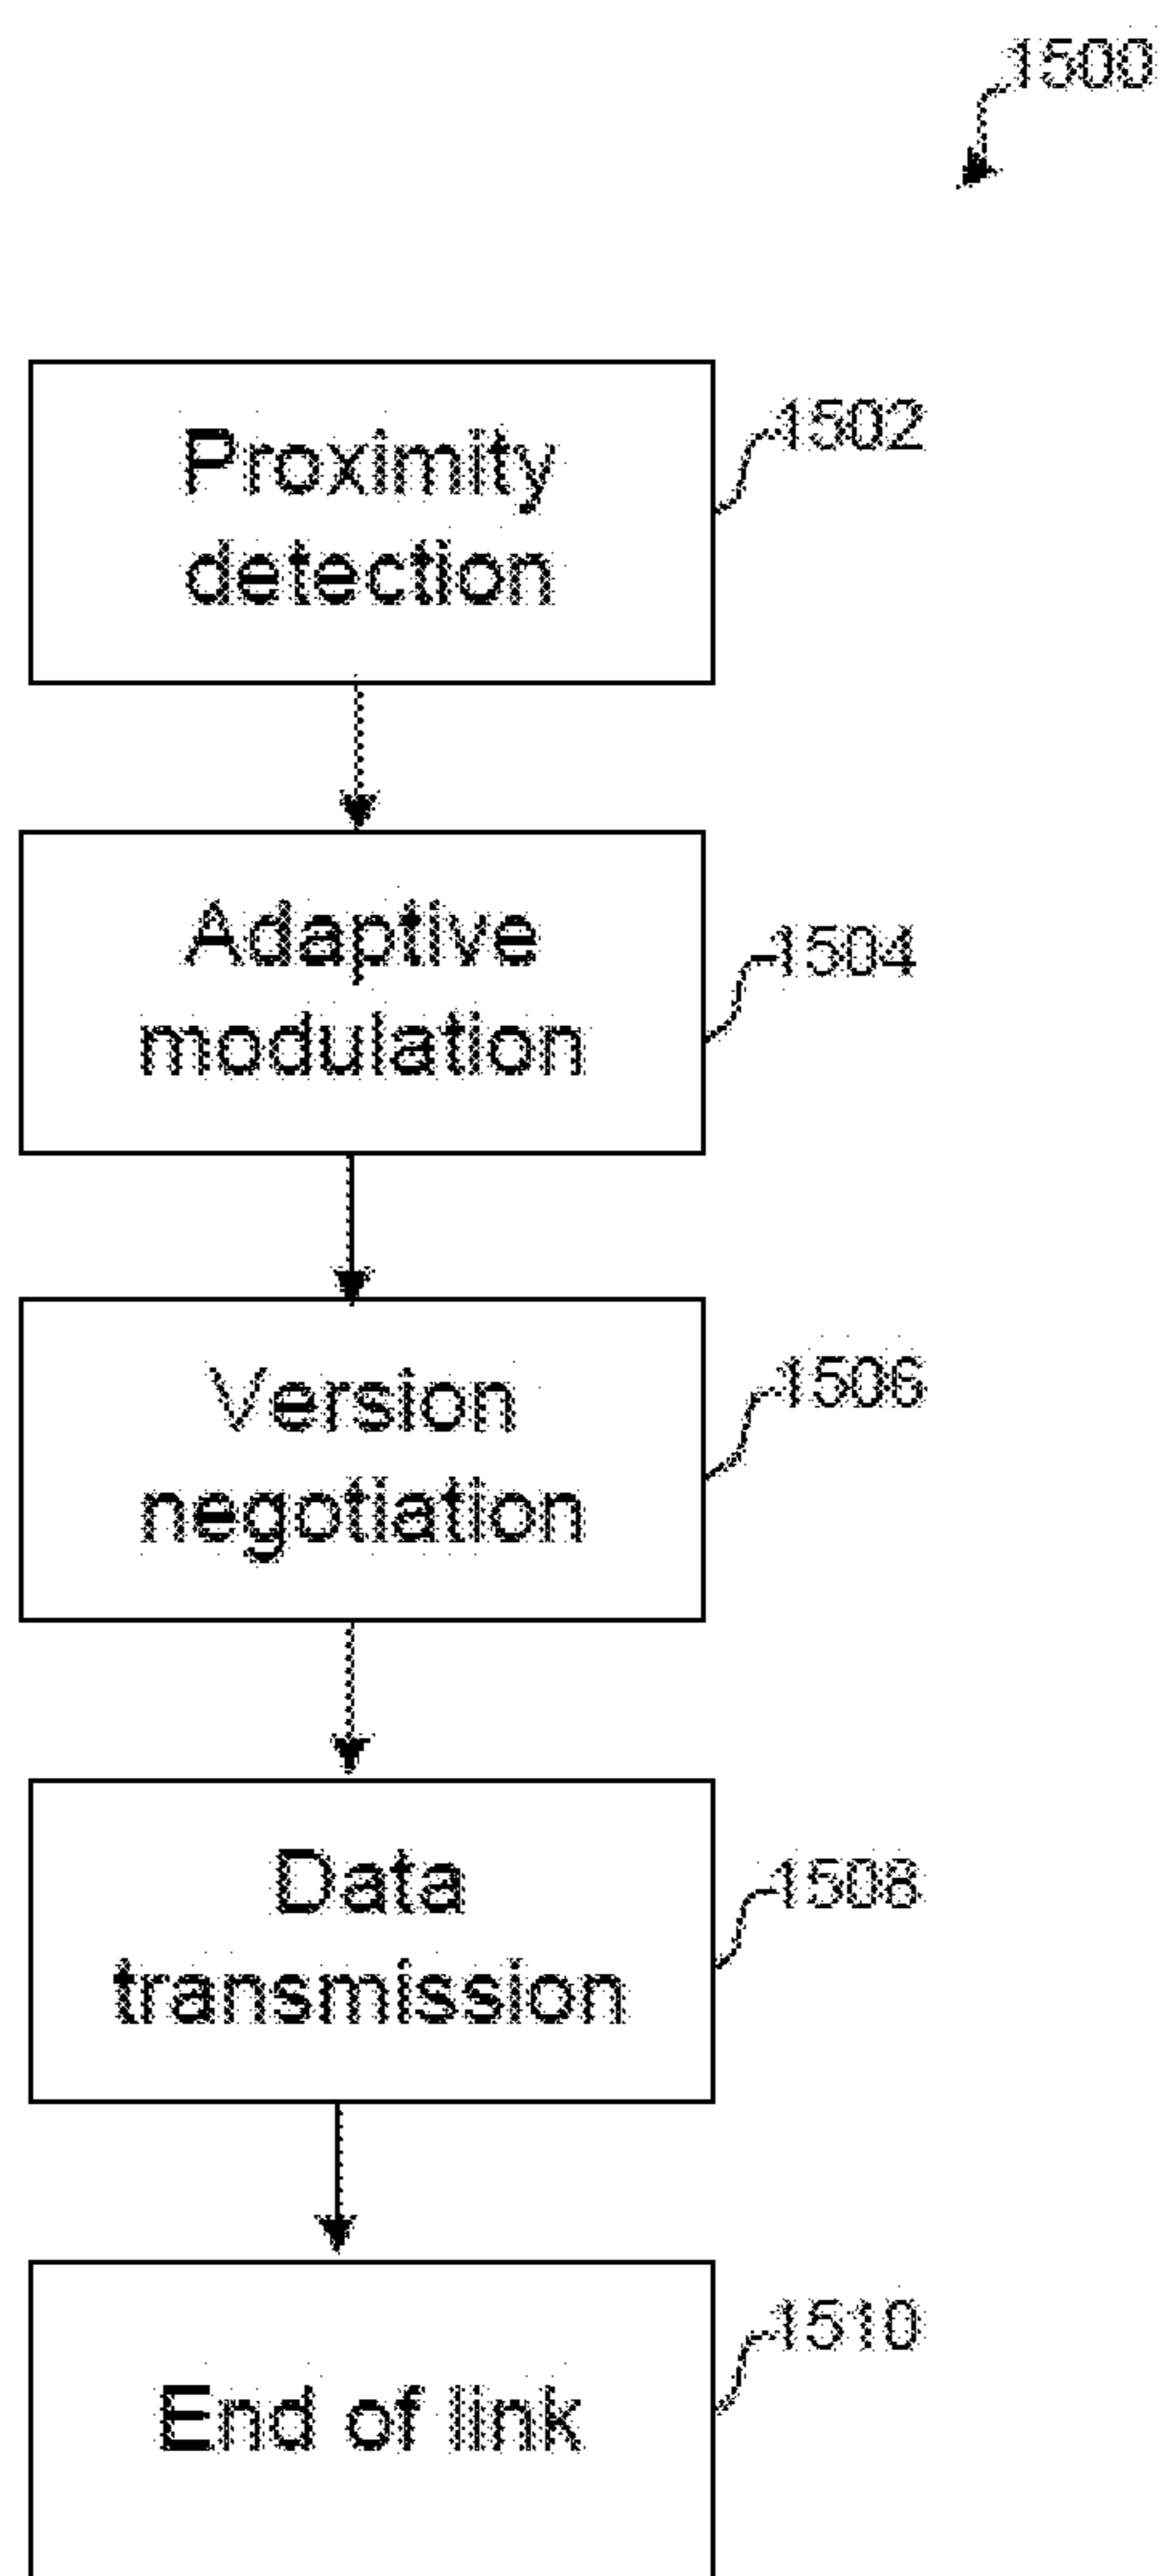 1500
Proximity
detection
1502
Adaptive
modulation
1504
Version
negotiation
1506
Data
transmission
1508
End of link
1510